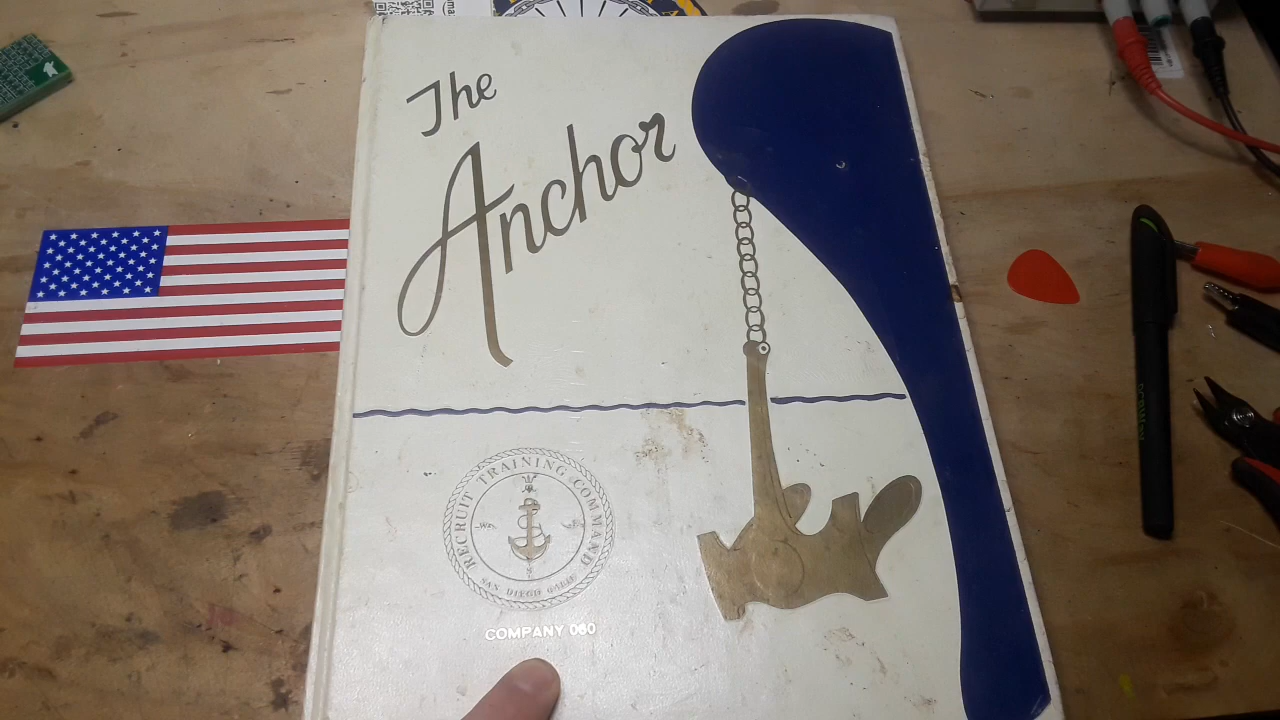 The
Anchor
RECRUIT TRAINING COMMAND
SAN DIEGO CALIF
COMPANY 060